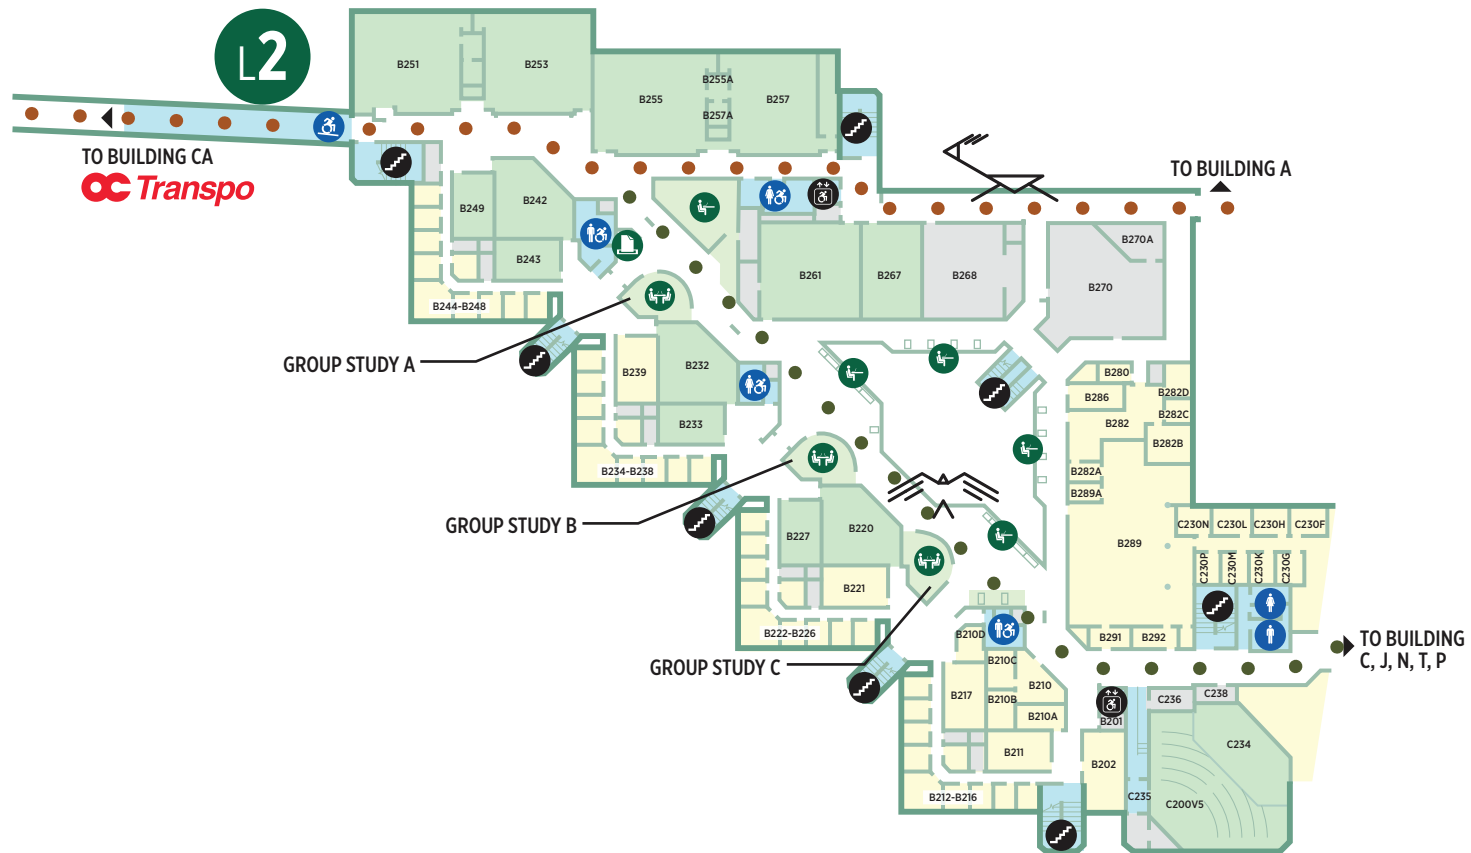 L2
B251
B253
B255A
B255
B257
B257A
TO BUILDING CA
OC Transpo
TO BUILDING A
B249
B242
B243
B244-B248
B261
B267
B268
B270A
B270
GROUP STUDY A
B239
B232
B233
B234-B238
B280
B286
B282D
B282C
B282
B282B
B282A
B289A
B289
GROUP STUDY B
B227
B220
B221
B222-B226
C230N
C230L
C230H
C230F
C230P
C230M
C230K
C230G
B291
B292
GROUP STUDY C
B210D
B210C
B210
B217
B210B
B210A
B211
B212-B216
TO BUILDING
C, J, N, T, P
B201
B202
C236
C238
C234
C235
C200V5